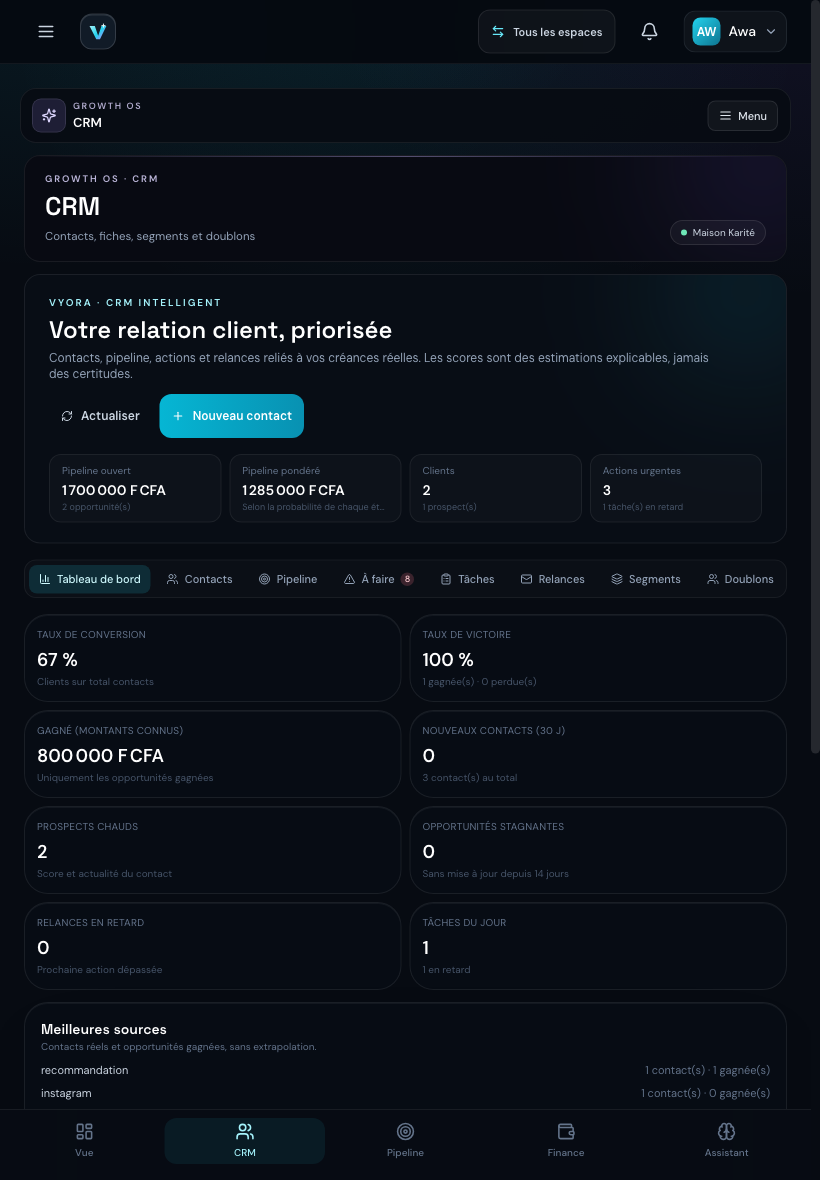 Tous les espaces
AW Awa
GROWTH OS
CRM
Menu
GROWTH OS · CRM
CRM
Contacts, fiches, segments et doublons
Maison Karité
VYORA · CRM INTELLIGENT
Votre relation client, priorisée
Contacts, pipeline, actions et relances reliés à vos créances réelles. Les scores sont des estimations explicables, jamais
des certitudes.
Actualiser
Nouveau contact
Pipeline ouvert
1 700 000 F CFA
2 opportunité(s)
Pipeline pondéré
1 285 000 F CFA
Selon la probabilité de chaque ét…
Clients
2
1 prospect(s)
Actions urgentes
3
1 tâche(s) en retard
Tableau de bord
Contacts
Pipeline
À faire 8
Tâches
Relances
Segments
Doublons
TAUX DE CONVERSION
67 %
Clients sur total contacts
TAUX DE VICTOIRE
100 %
1 gagnée(s) · 0 perdue(s)
GAGNÉ (MONTANTS CONNUS)
800 000 F CFA
Uniquement les opportunités gagnées
NOUVEAUX CONTACTS (30 J)
0
3 contact(s) au total
PROSPECTS CHAUDS
2
Score et actualité du contact
OPPORTUNITÉS STAGNANTES
0
Sans mise à jour depuis 14 jours
RELANCES EN RETARD
0
Prochaine action dépassée
TÂCHES DU JOUR
1
1 en retard
Meilleures sources
Contacts réels et opportunités gagnées, sans extrapolation.
recommandation 1 contact(s) · 1 gagnée(s)
instagram 1 contact(s) · 0 gagnée(s)
Vue
CRM
Pipeline
Finance
Assistant